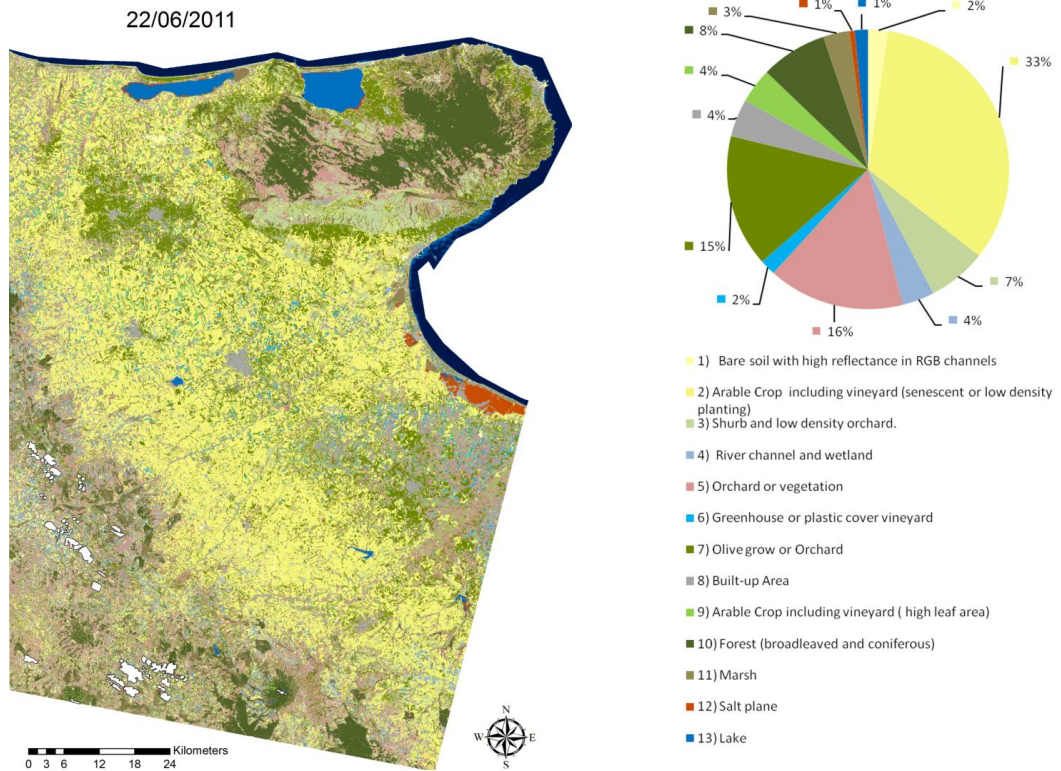 22/06/2011
3%
1%
1%
2%
8%
33%
4%
4%
15%
7%
2%
4%
16%
1) Bare soil with high reflectance in RGB channels
2) Arable Crop including vineyard (senescent or low density
planting)
3) Shurb and low density orchard.
4) River channel and wetland
5) Orchard or vegetation
6) Greenhouse or plastic cover vineyard
7) Olive grow or Orchard
8) Built-up Area
9) Arable Crop including vineyard ( high leaf area)
10) Forest (broadleaved and coniferous)
11) Marsh
12) Salt plane
13) Lake
N
W E
S
Kilometers
0 3 6 12 18 24